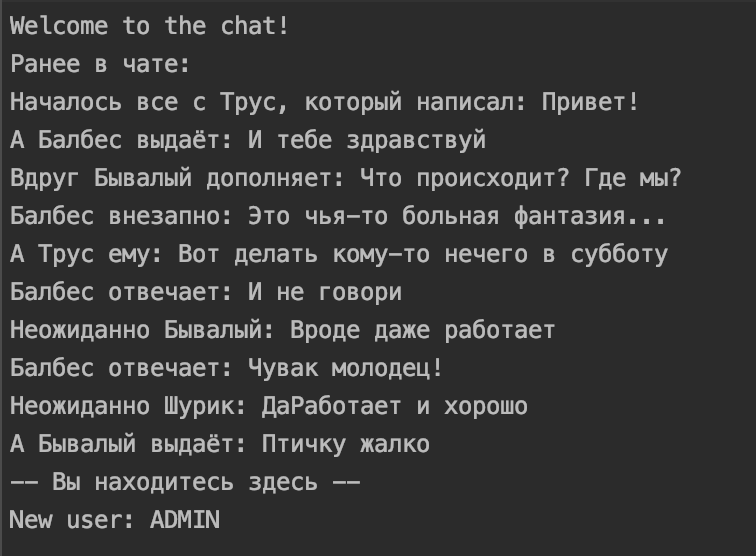 Welcome to the chat!
Ранее в чате:
Началось все с Трус, который написал: Привет!
А Балбес выдаёт: И тебе здравствуй
Вдруг Бывалый дополняет: Что происходит? Где мы?
Балбес внезапно: Это чья-то больная фантазия...
А Трус ему: Вот делать кому-то нечего в субботу
Балбес отвечает: И не говори
Неожиданно Бывалый: Вроде даже работает
Балбес отвечает: Чувак молодец!
Неожиданно Шурик: ДаРаботает и хорошо
А Бывалый выдаёт: Птичку жалко
-- Вы находитесь здесь --
New user: ADMIN